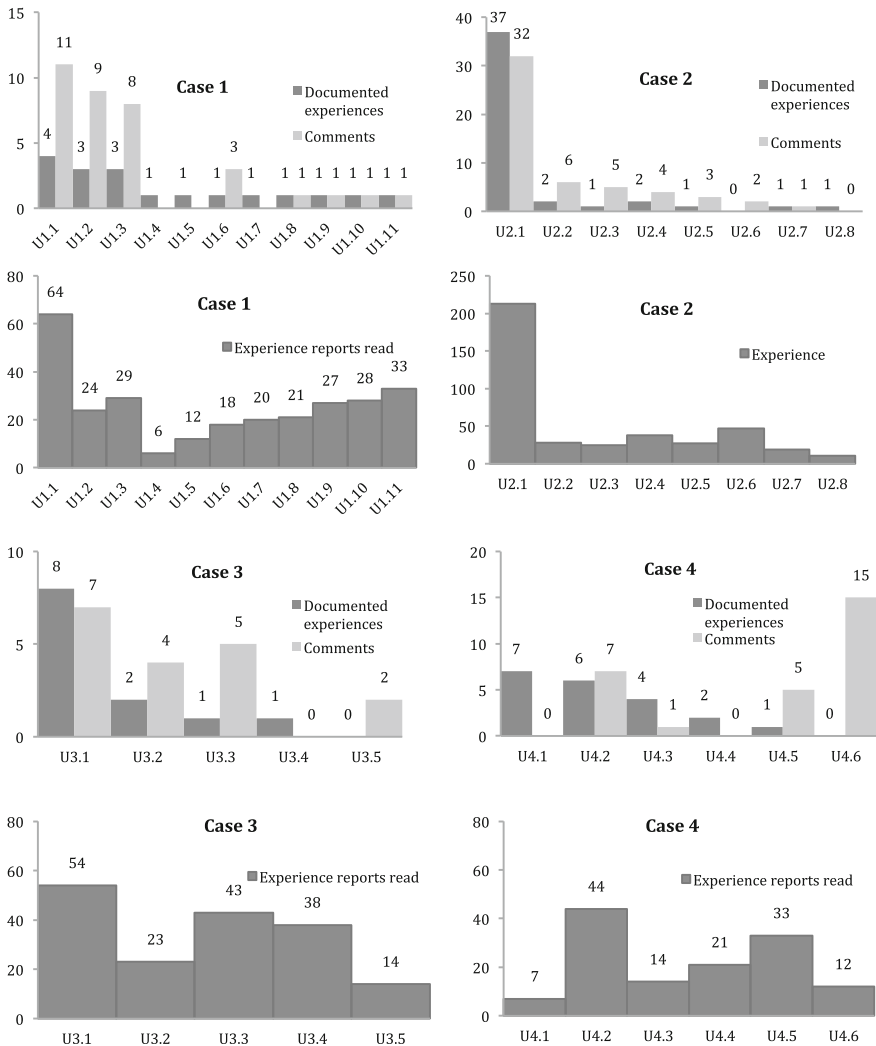 Case 1
15
10
5
0
4
11
3
9
3
8
1
1
1
3
1
1
1
1
1
1
1
1
1
Documented
experiences
Comments
U1.1
U1.2
U1.3
U1.4
U1.5
U1.6
U1.7
U1.8
U1.9
U1.10
U1.11
Case 2
40
30
20
10
0
37
32
2
6
1
5
2
4
1
3
0
2
1
1
1
0
Documented
experiences
Comments
U2.1
U2.2
U2.3
U2.4
U2.5
U2.6
U2.7
U2.8
Case 1
80
60
40
20
0
64
24
29
6
12
18
20
21
27
28
33
Experience reports read
U1.1
U1.2
U1.3
U1.4
U1.5
U1.6
U1.7
U1.8
U1.9
U1.10
U1.11
Case 2
250
200
150
100
50
0
Experience
U2.1
U2.2
U2.3
U2.4
U2.5
U2.6
U2.7
U2.8
Case 3
10
5
0
8
7
2
4
1
5
1
0
0
2
Documented
experiences
Comments
U3.1
U3.2
U3.3
U3.4
U3.5
Case 4
20
15
10
5
0
7
0
6
7
4
1
2
0
1
5
0
15
Documented
experiences
Comments
U4.1
U4.2
U4.3
U4.4
U4.5
U4.6
Case 3
80
60
40
20
0
54
23
43
38
14
Experience reports read
U3.1
U3.2
U3.3
U3.4
U3.5
Case 4
80
60
40
20
0
7
44
14
21
33
12
Experience reports read
U4.1
U4.2
U4.3
U4.4
U4.5
U4.6